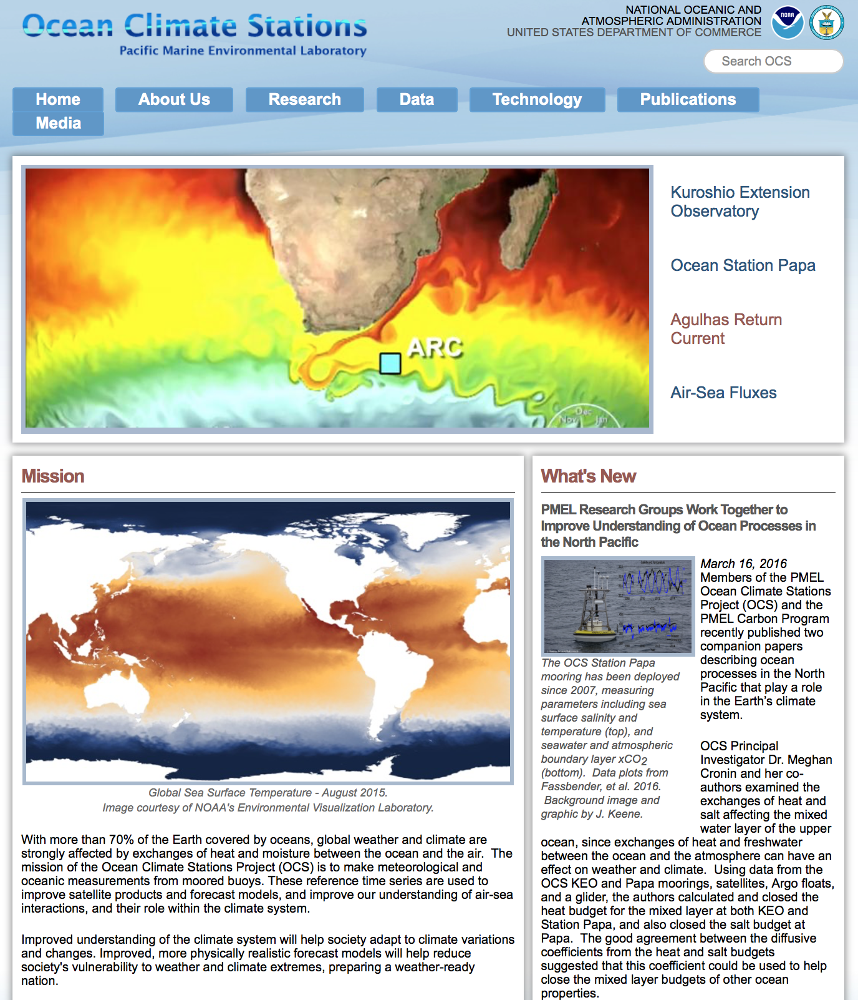 Ocean Climate Stations
Pacific Marine Environmental Laboratory
NATIONAL OCEANIC AND
ATMOSPHERIC ADMINISTRATION
UNITED STATES DEPARTMENT OF COMMERCE
NOAA
Search OCS
Home
About Us
Research
Data
Technology
Publications
Media
ARC
Dec
Nov Jan
Kuroshio Extension
Observatory
Ocean Station Papa
Agulhas Return
Current
Air-Sea Fluxes
Mission
Global Sea Surface Temperature - August 2015.
Image courtesy of NOAA's Environmental Visualization Laboratory.
With more than 70% of the Earth covered by oceans, global weather and climate are
strongly affected by exchanges of heat and moisture between the ocean and the air.  The
mission of the Ocean Climate Stations Project (OCS) is to make meteorological and
oceanic measurements from moored buoys. These reference time series are used to
improve satellite products and forecast models, and improve our understanding of air-sea
interactions, and their role within the climate system.
Improved understanding of the climate system will help society adapt to climate variations
and changes. Improved, more physically realistic forecast models will help reduce
society's vulnerability to weather and climate extremes, preparing a weather-ready
nation.
What's New
PMEL Research Groups Work Together to
Improve Understanding of Ocean Processes in
the North Pacific
The OCS Station Papa
mooring has been deployed
since 2007, measuring
parameters including sea
surface salinity and
temperature (top), and
seawater and atmospheric
boundary layer xCO2
(bottom).  Data plots from
Fassbender, et al. 2016.
Background image and
graphic by J. Keene.
March 16, 2016
Members of the PMEL
Ocean Climate Stations
Project (OCS) and the
PMEL Carbon Program
recently published two
companion papers
describing ocean
processes in the North
Pacific that play a role
in the Earth’s climate
system.
OCS Principal
Investigator Dr. Meghan
Cronin and her co-
authors examined the
exchanges of heat and
salt affecting the mixed
water layer of the upper
ocean, since exchanges of heat and freshwater
between the ocean and the atmosphere can have an
effect on weather and climate.  Using data from the
OCS KEO and Papa moorings, satellites, Argo floats,
and a glider, the authors calculated and closed the
heat budget for the mixed layer at both KEO and
Station Papa, and also closed the salt budget at
Papa.  The good agreement between the diffusive
coefficients from the heat and salt budgets
suggested that this coefficient could be used to help
close the mixed layer budgets of other ocean
properties.